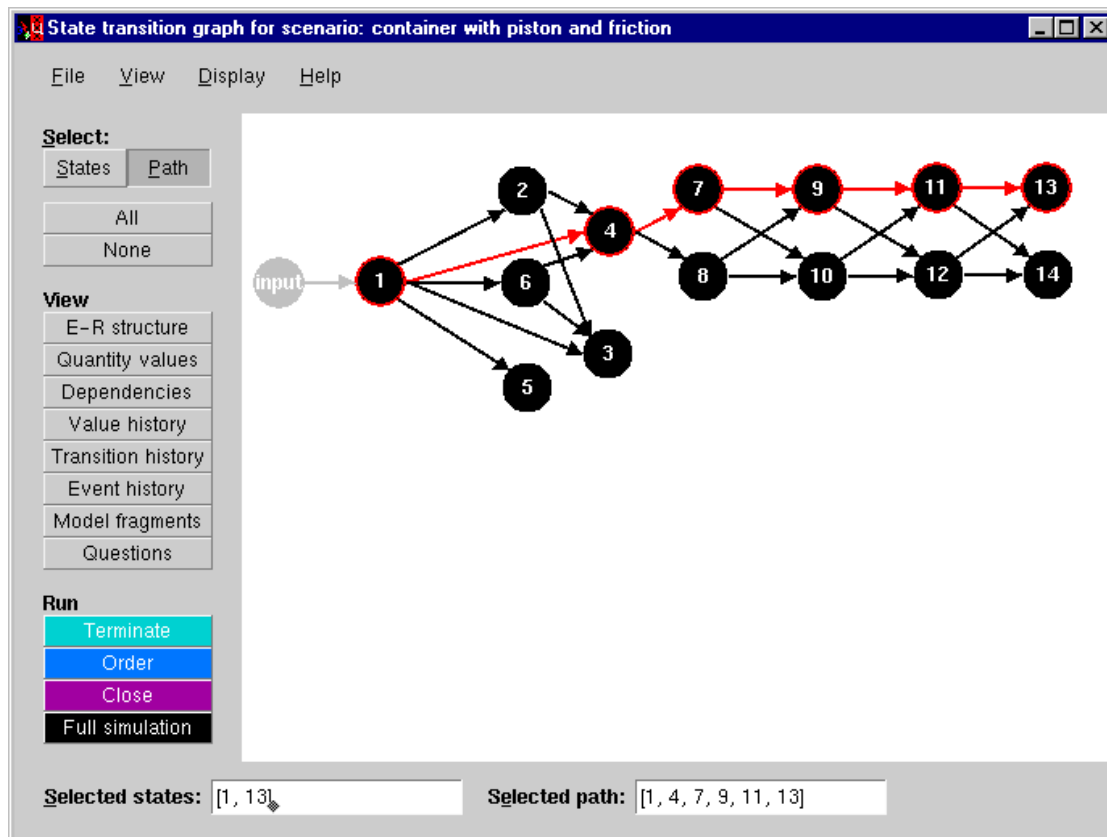 State transition graph for scenario: container with piston and friction
File View Display Help
Select:
States Path
All
None
View
E-R structure
Quantity values
Dependencies
Value history
Transition history
Event history
Model fragments
Questions
Run
Terminate
Order
Close
Full simulation
input
1
2
4
6
3
5
7
9
11
13
8
10
12
14
Selected states: [1, 13] Selected path: [1, 4, 7, 9, 11, 13]